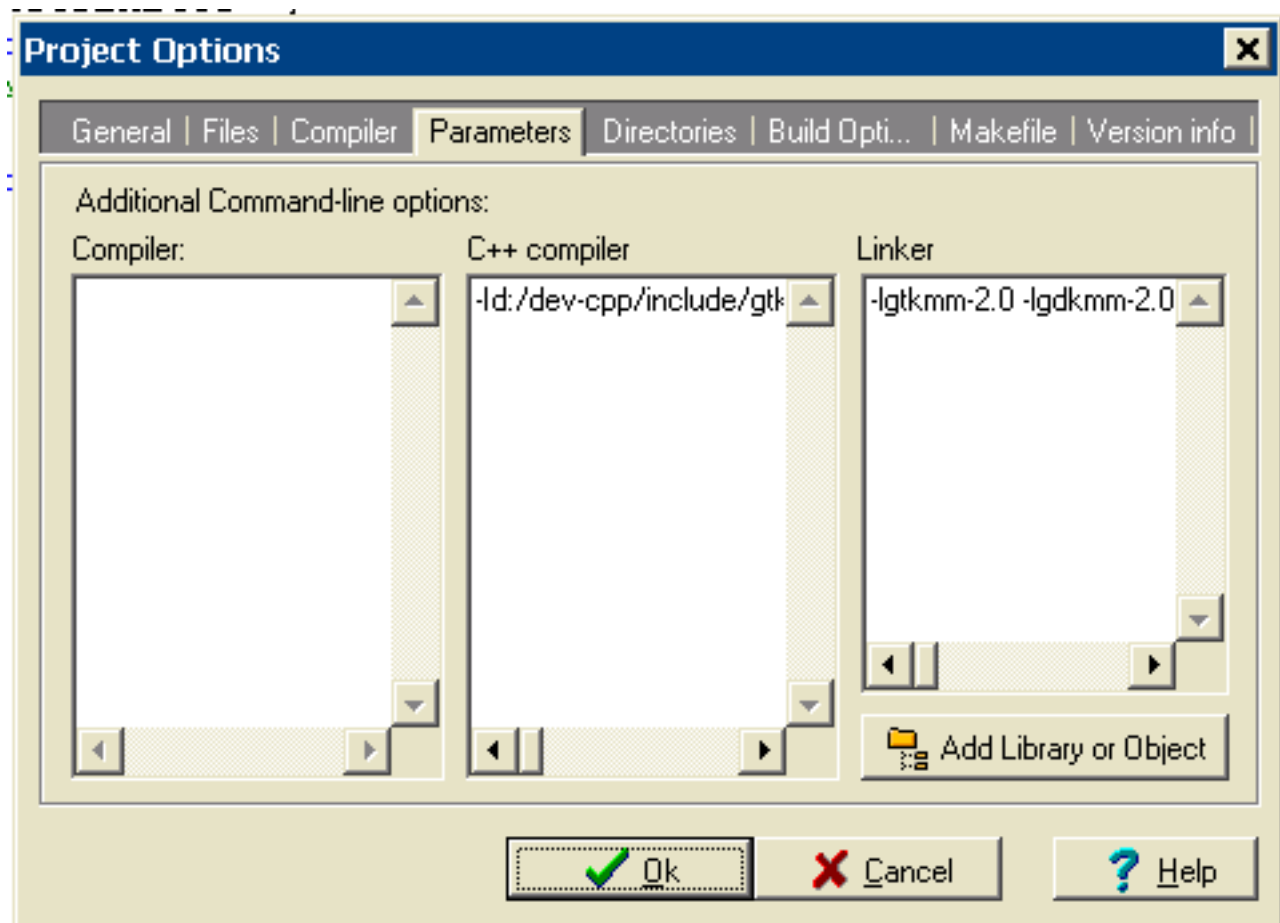 Project Options
General | Files | Compiler Parameters Directories | Build Opti... | Makefile | Version info |
Additional Command-line options:
Compiler: C++ compiler Linker
-Id:/dev-cpp/include/gtk -lgtkmm-2.0 -lgdkmm-2.0
Add Library or Object
Ok Cancel Help